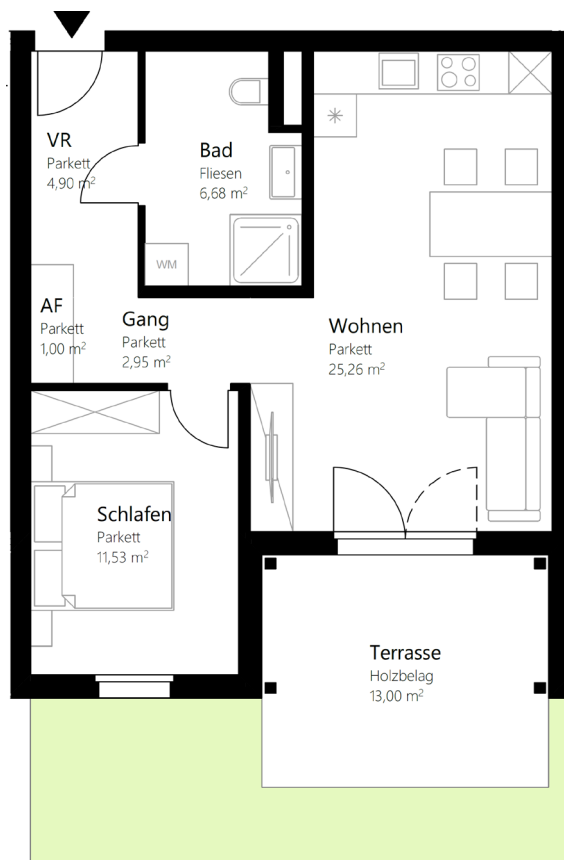 VR
Parkett
4,90 m²
Bad
Fliesen
6,68 m²
WM
AF
Parkett
1,00 m²
Gang
Parkett
2,95 m²
Wohnen
Parkett
25,26 m²
Schlafen
Parkett
11,53 m²
Terrasse
Holzbelag
13,00 m²